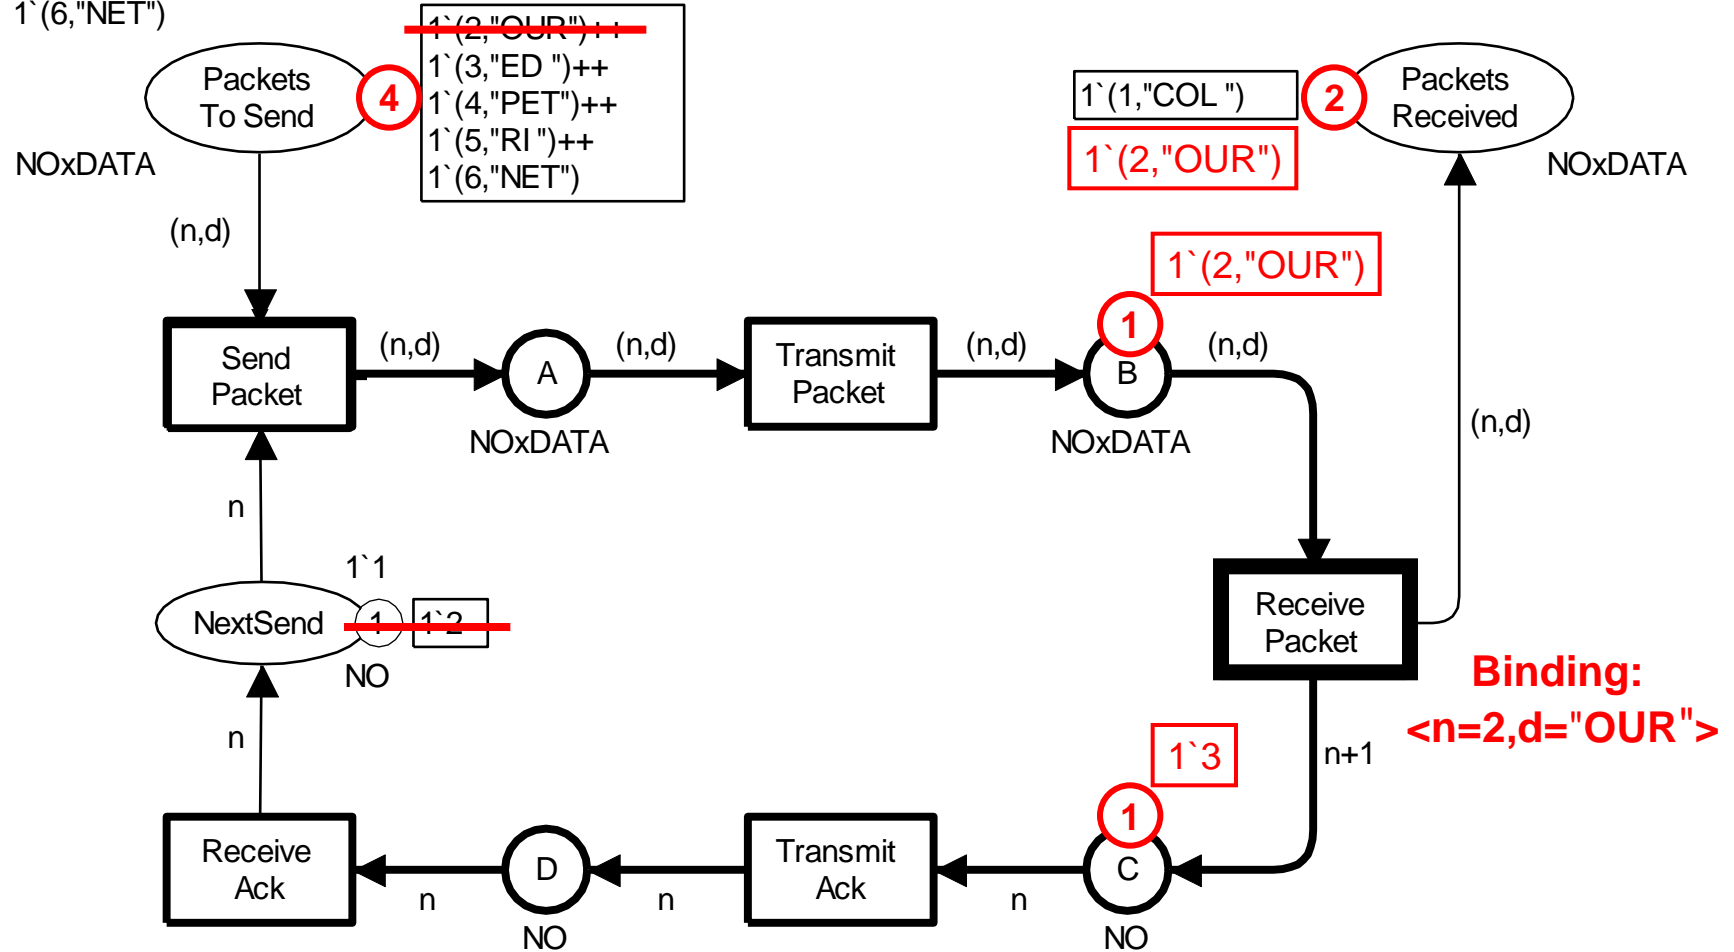 1`(6,"NET")
1`(2,"OUR")++
1`(3,"ED ")++
1`(4,"PET")++
1`(5,"RI ")++
1`(6,"NET")
Packets
To Send
4
NOxDATA
1`(1,"COL ")
2
Packets
Received
1`(2,"OUR")
NOxDATA
(n,d)
1`(2,"OUR")
1
Send
Packet
(n,d)
A
(n,d)
Transmit
Packet
(n,d)
B
(n,d)
NOxDATA
NOxDATA
(n,d)
n
1`1
NextSend
1
1`2
NO
Receive
Packet
Binding:
<n=2,d="OUR">
n
1`3
n+1
1
Receive
Ack
n
D
n
Transmit
Ack
n
C
NO
NO